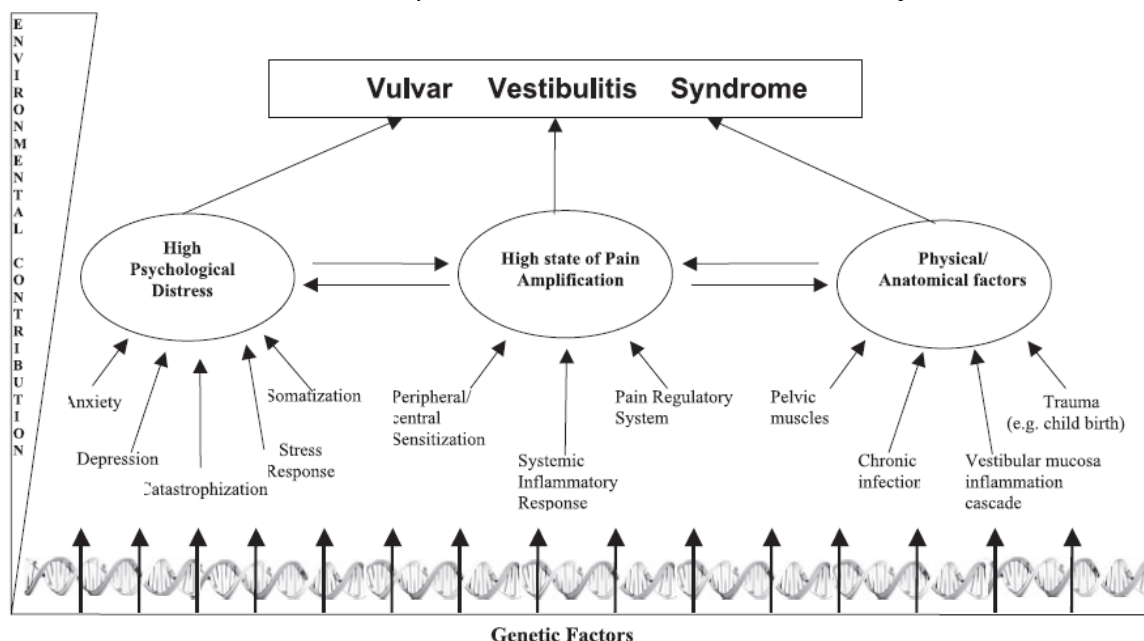 ENVIRONMENTAL CONTRIBUTION
Vulvar Vestibulitis Syndrome
High
Psychological
Distress
High state of Pain
Amplification
Physical/
Anatomical factors
Anxiety
Depression
Catastrophization
Stress
Response
Somatization
Peripheral/
central
Sensitization
Systemic
Inflammatory
Response
Pain Regulatory
System
Pelvic
muscles
Chronic
infection
Vestibular mucosa
inflammation
cascade
Trauma
(e.g. child birth)
Genetic Factors